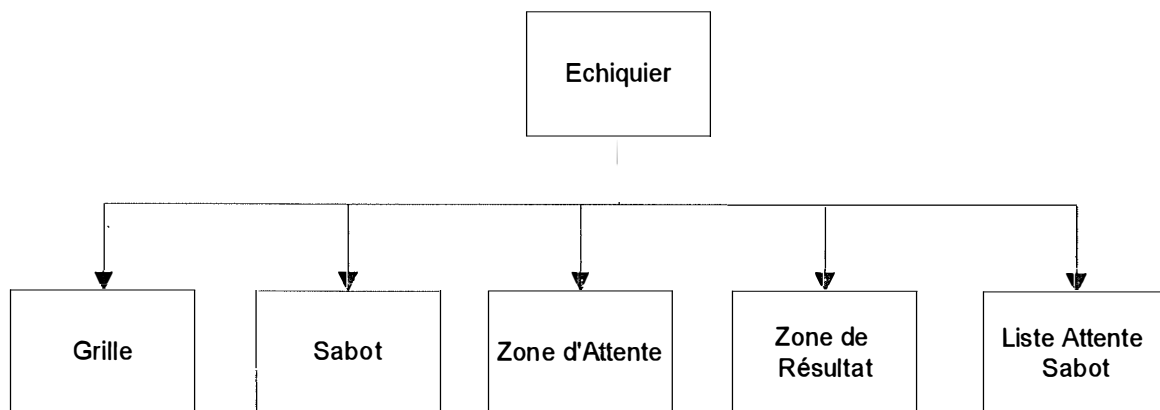 Echiquier
Grille
Sabot
Zone d'Attente
Zone de
Résultat
Liste Attente
Sabot